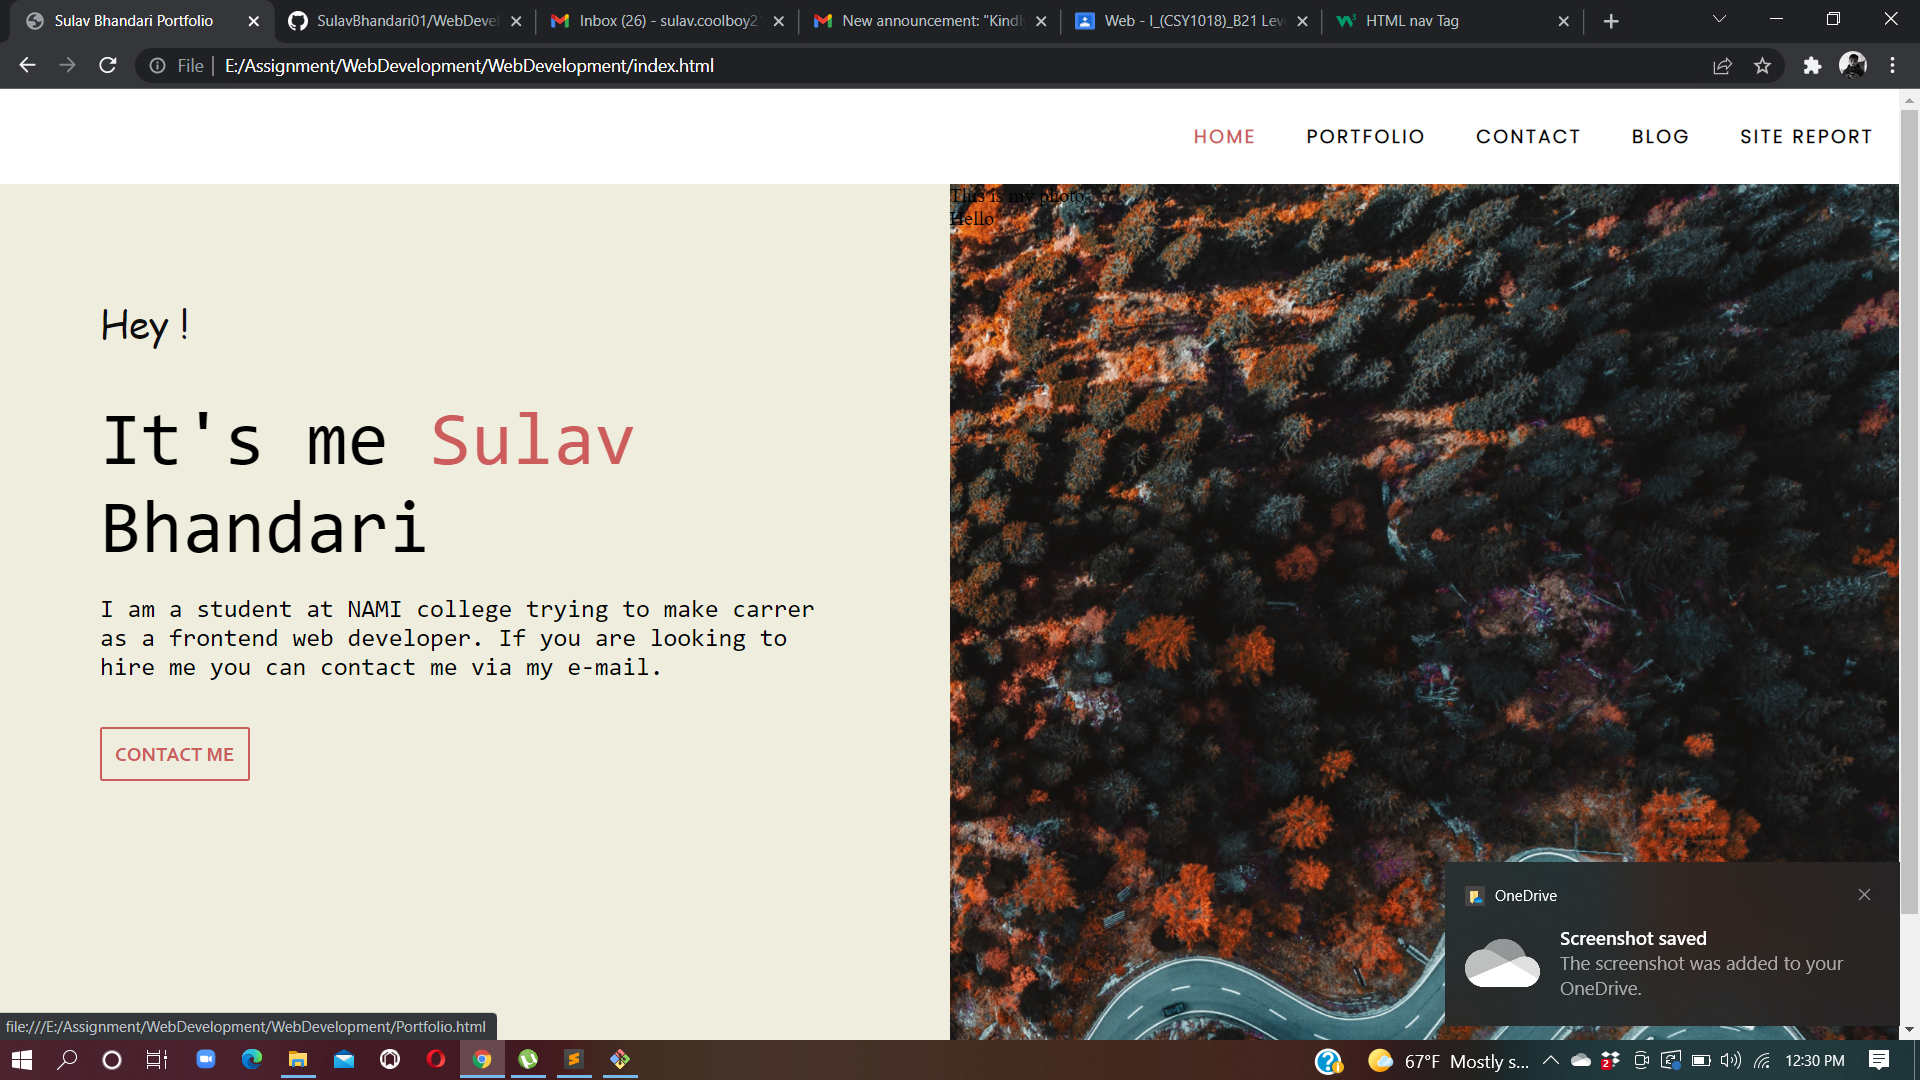 Sulav Bhandari Portfolio
SulavBhandari01/WebDevel
Inbox (26) - sulav.coolboy2
New announcement: "Kindl
Web - I_(CSY1018)_B21 Lev
HTML nav Tag
File
E:/Assignment/WebDevelopment/WebDevelopment/index.html
HOME
PORTFOLIO
CONTACT
BLOG
SITE REPORT
This is my photo
Hello
Hey !
It's me Sulav
Bhandari
I am a student at NAMI college trying to make carrer
as a frontend web developer. If you are looking to
hire me you can contact me via my e-mail.
CONTACT ME
OneDrive
Screenshot saved
The screenshot was added to your
OneDrive.
file:///E:/Assignment/WebDevelopment/WebDevelopment/Portfolio.html
67°F Mostly s...
2
12:30 PM